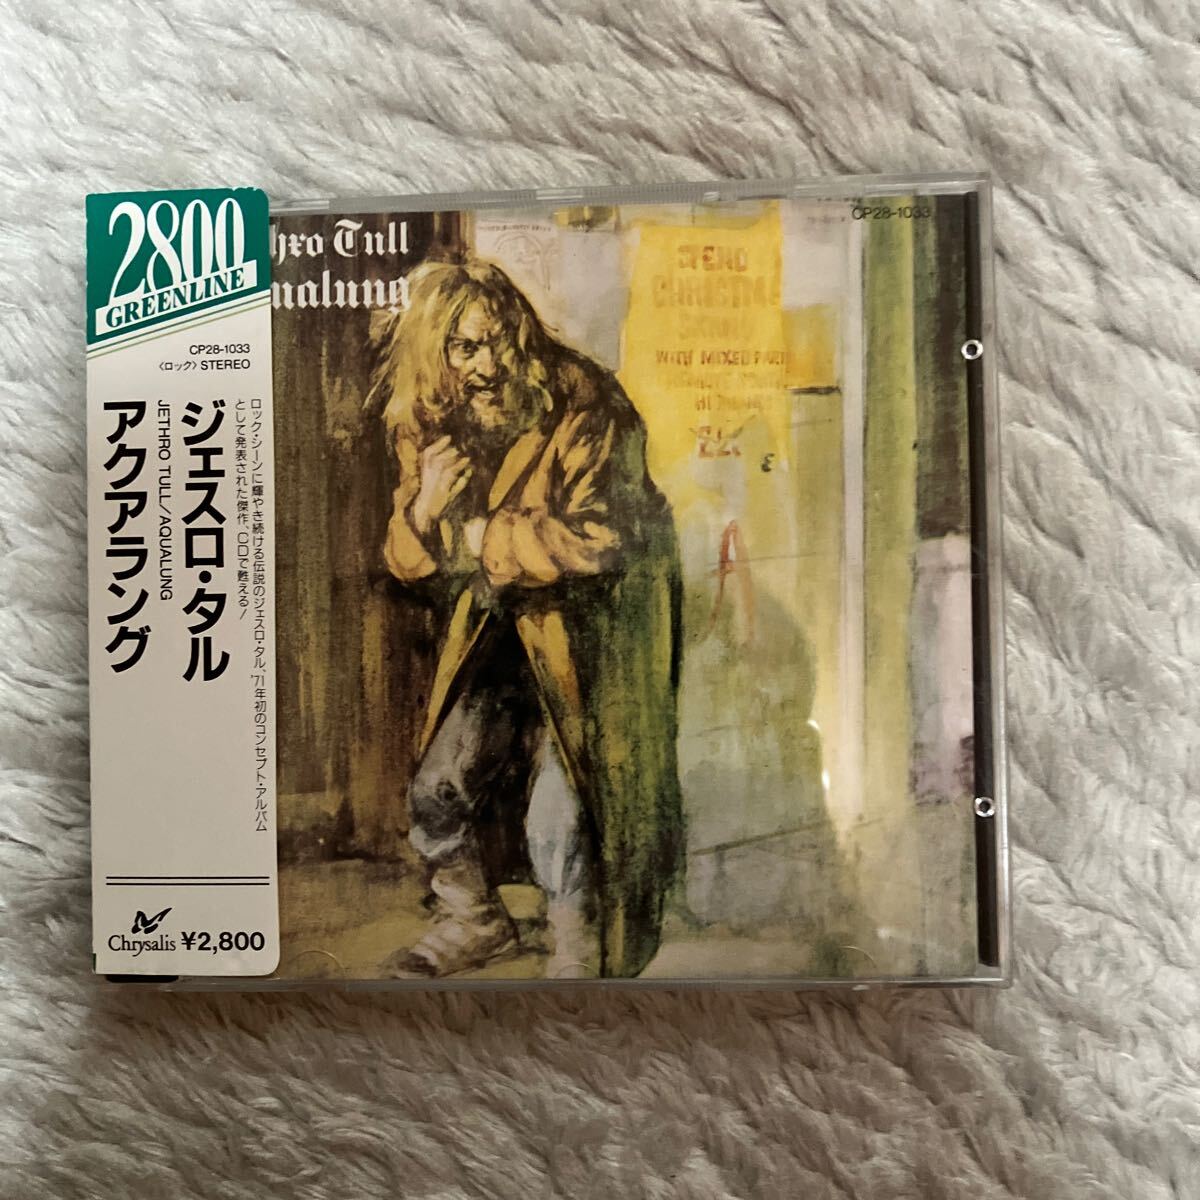 2800
GREENLINE
CP28-1033
〈ロック〉STEREO
ロック・シーンに輝やき続ける伝説のジェスロ・タル、'71年初のコンセプト・アルバム
として発表された傑作、CDで甦える!
ジェスロ・タル
JETHRO TULL/AQUALUNG
アクアラング
Chrysalis ¥2,800
hro Tull
ualung
CP28-1033
CHRISTM
WITH MIXED